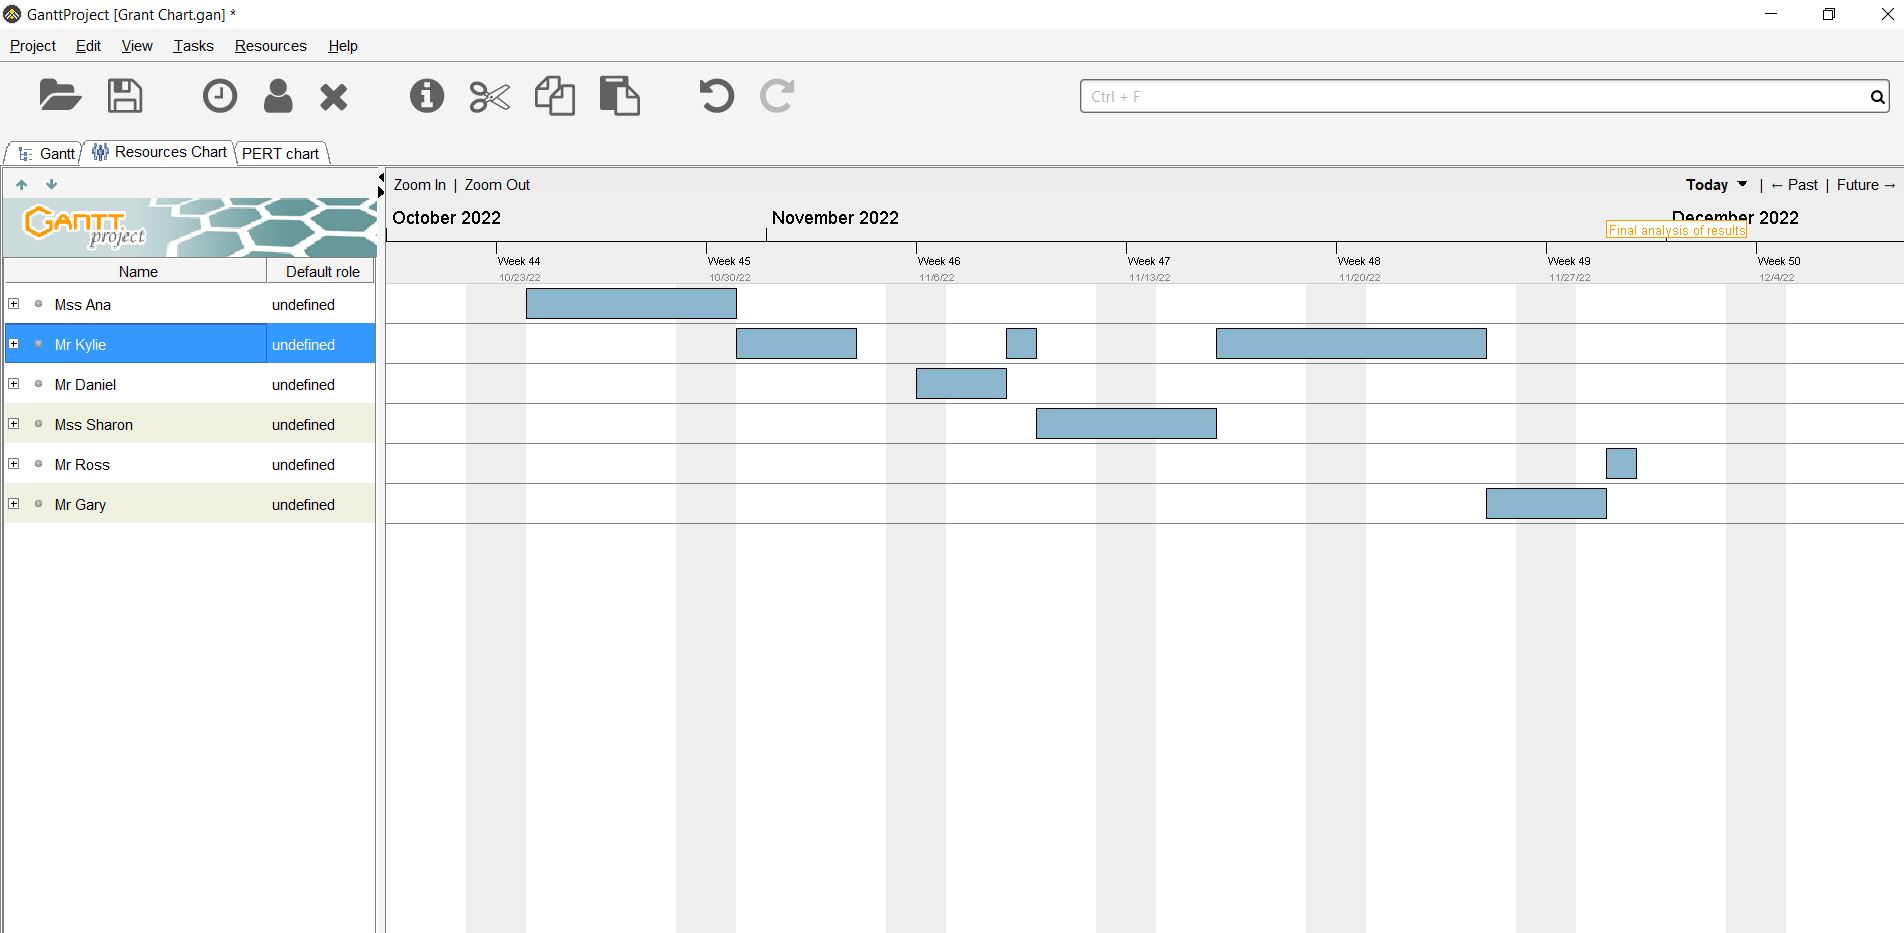 GanttProject [Grant Chart.gan] *
Project Edit View Tasks Resources Help
Ctrl + F
Gantt Resources Chart PERT chart
Zoom In | Zoom Out Today | ← Past | Future →
GANTT project
October 2022 November 2022 December 2022
Final analysis of results
Week 44 Week 45 Week 46 Week 47 Week 48 Week 49 Week 50
10/23/22 10/30/22 11/6/22 11/13/22 11/20/22 11/27/22 12/4/22
Name Default role
Mss Ana undefined
Mr Kylie undefined
Mr Daniel undefined
Mss Sharon undefined
Mr Ross undefined
Mr Gary undefined